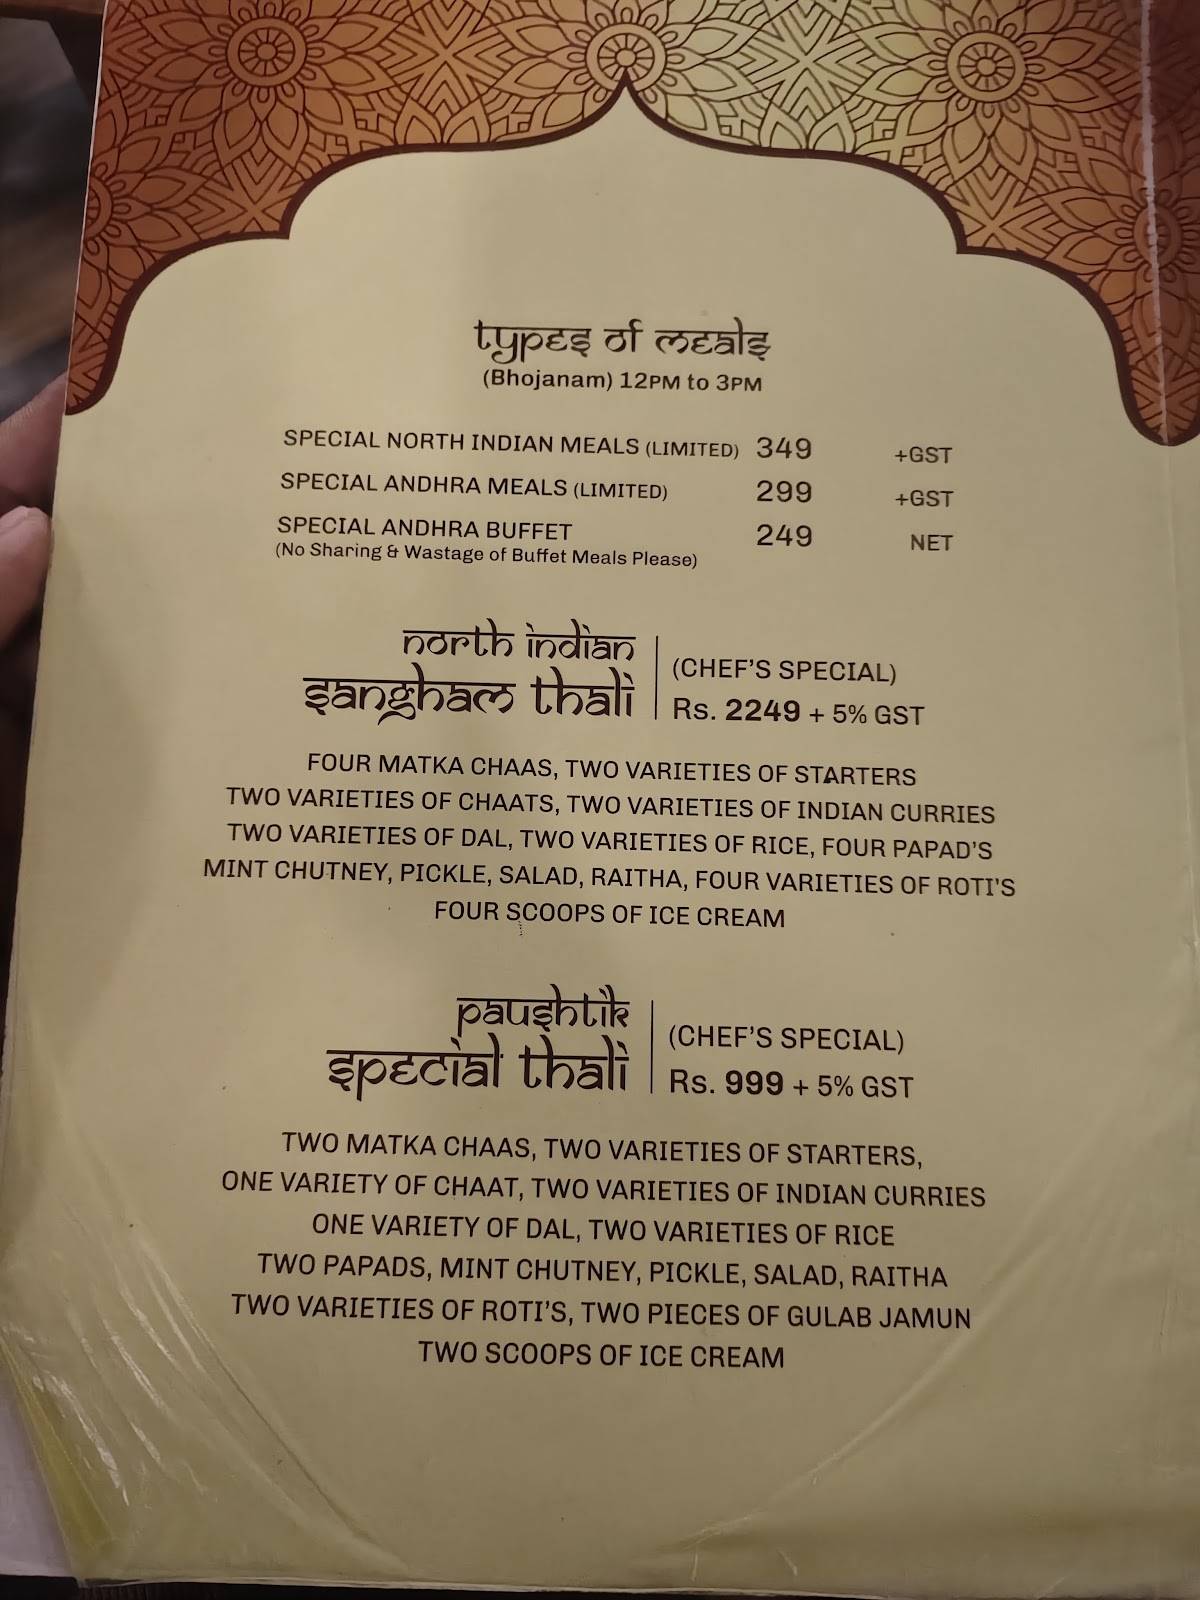 Types of Meals
(Bhojanam) 12PM to 3PM
SPECIAL NORTH INDIAN MEALS (LIMITED) 349 +GST
SPECIAL ANDHRA MEALS (LIMITED) 299 +GST
SPECIAL ANDHRA BUFFET 249 NET
(No Sharing & Wastage of Buffet Meals Please)
North Indian
Sangham Thali
(CHEF'S SPECIAL)
Rs. 2249 + 5% GST
FOUR MATKA CHAAS, TWO VARIETIES OF STARTERS
TWO VARIETIES OF CHAATS, TWO VARIETIES OF INDIAN CURRIES
TWO VARIETIES OF DAL, TWO VARIETIES OF RICE, FOUR PAPAD'S
MINT CHUTNEY, PICKLE, SALAD, RAITHA, FOUR VARIETIES OF ROTI'S
FOUR SCOOPS OF ICE CREAM
Paushtik
Special Thali
(CHEF'S SPECIAL)
Rs. 999 + 5% GST
TWO MATKA CHAAS, TWO VARIETIES OF STARTERS,
ONE VARIETY OF CHAAT, TWO VARIETIES OF INDIAN CURRIES
ONE VARIETY OF DAL, TWO VARIETIES OF RICE
TWO PAPADS, MINT CHUTNEY, PICKLE, SALAD, RAITHA
TWO VARIETIES OF ROTI'S, TWO PIECES OF GULAB JAMUN
TWO SCOOPS OF ICE CREAM